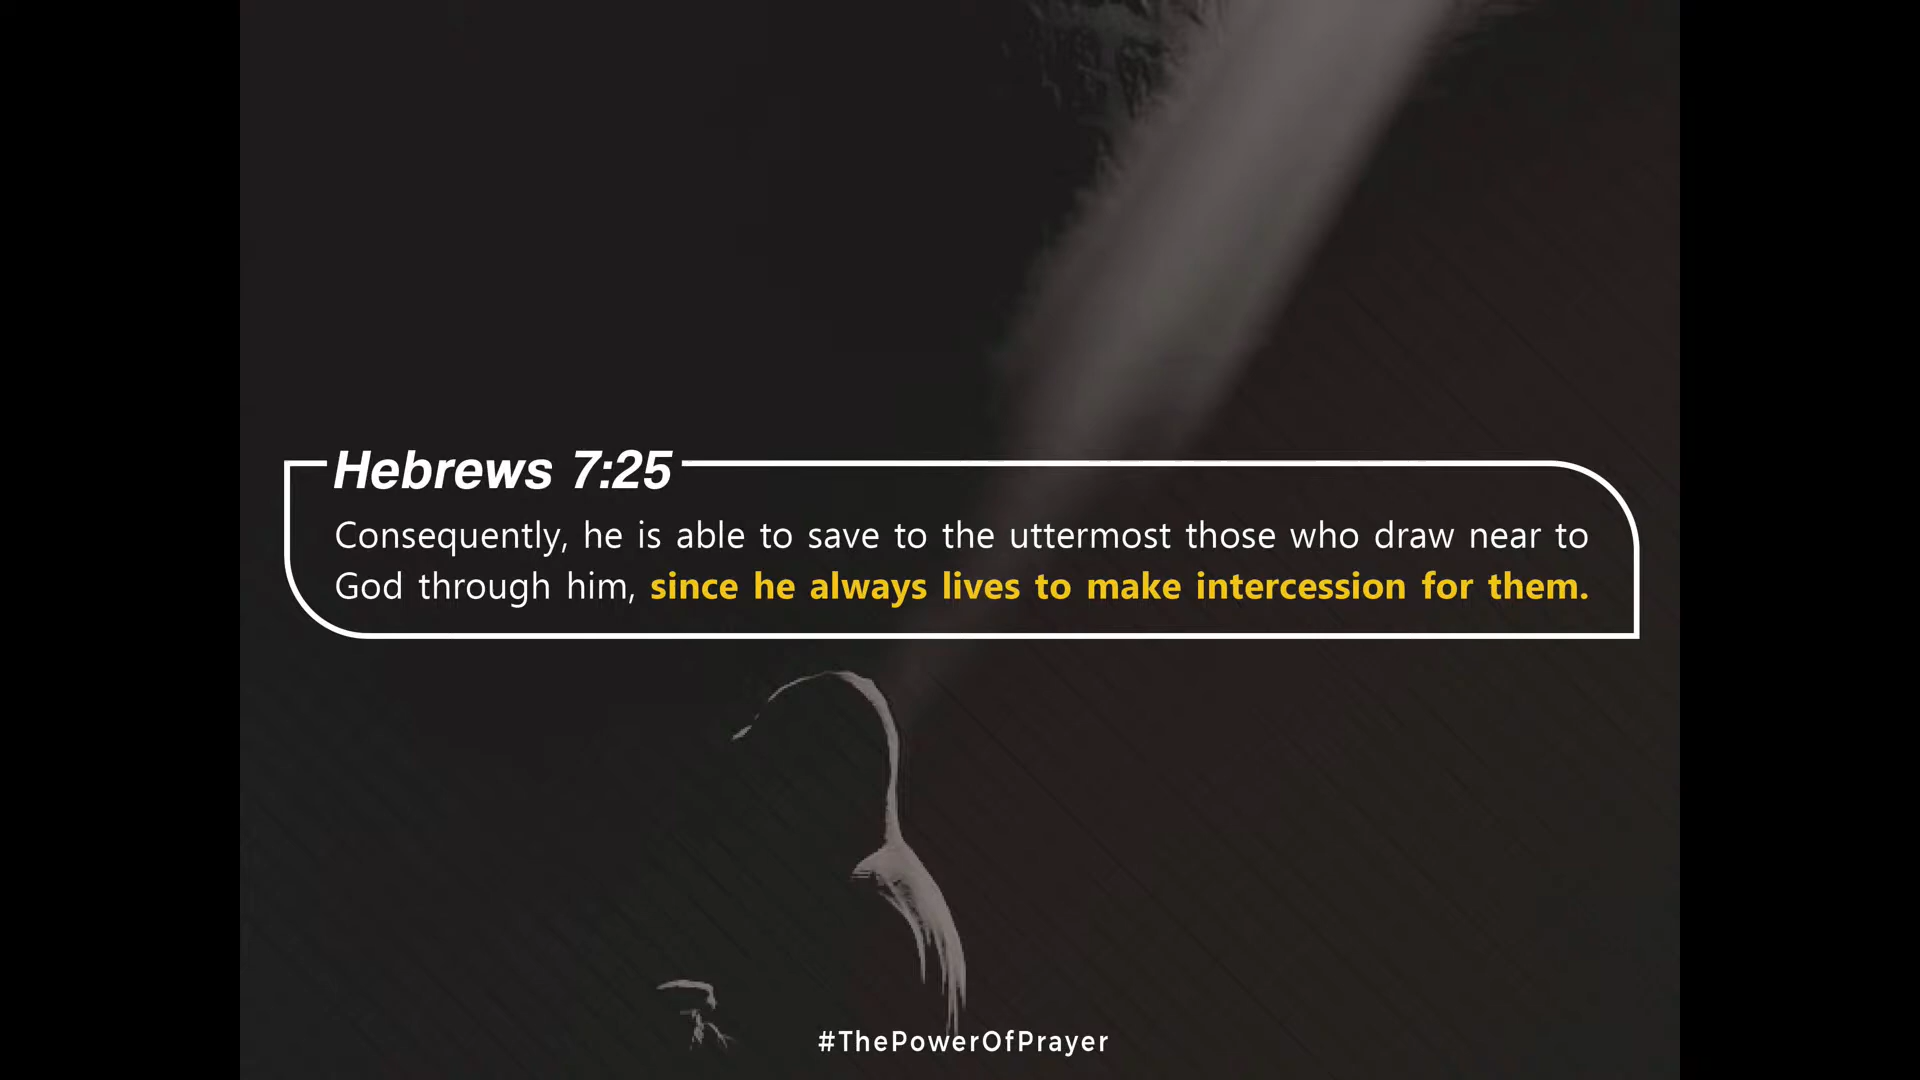 Hebrews 7:25
Consequently, he is able to save to the uttermost those who draw near to
God through him, since he always lives to make intercession for them.
#ThePowerOfPrayer